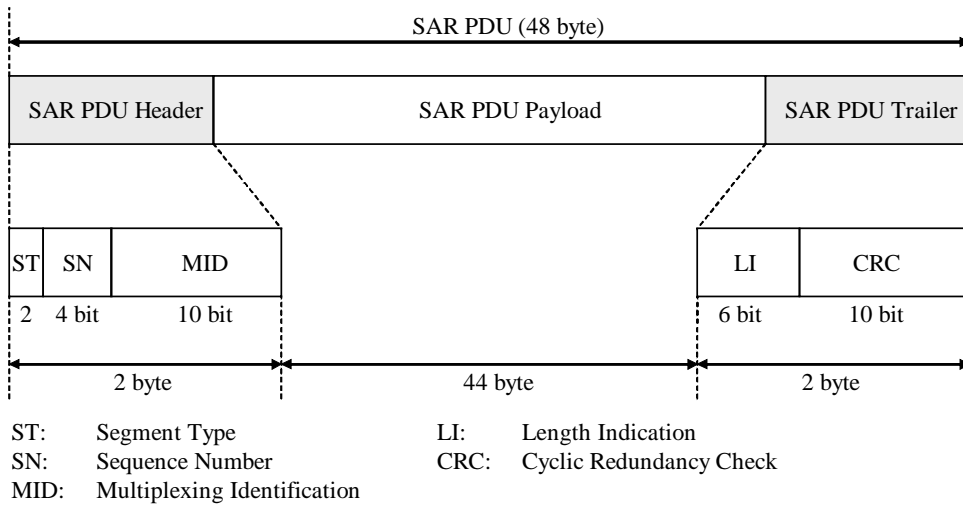 SAR PDU (48 byte)
SAR PDU Header SAR PDU Payload SAR PDU Trailer
ST SN MID LI CRC
2 4 bit 10 bit 6 bit 10 bit
2 byte 44 byte 2 byte
ST: Segment Type LI: Length Indication
SN: Sequence Number CRC: Cyclic Redundancy Check
MID: Multiplexing Identification